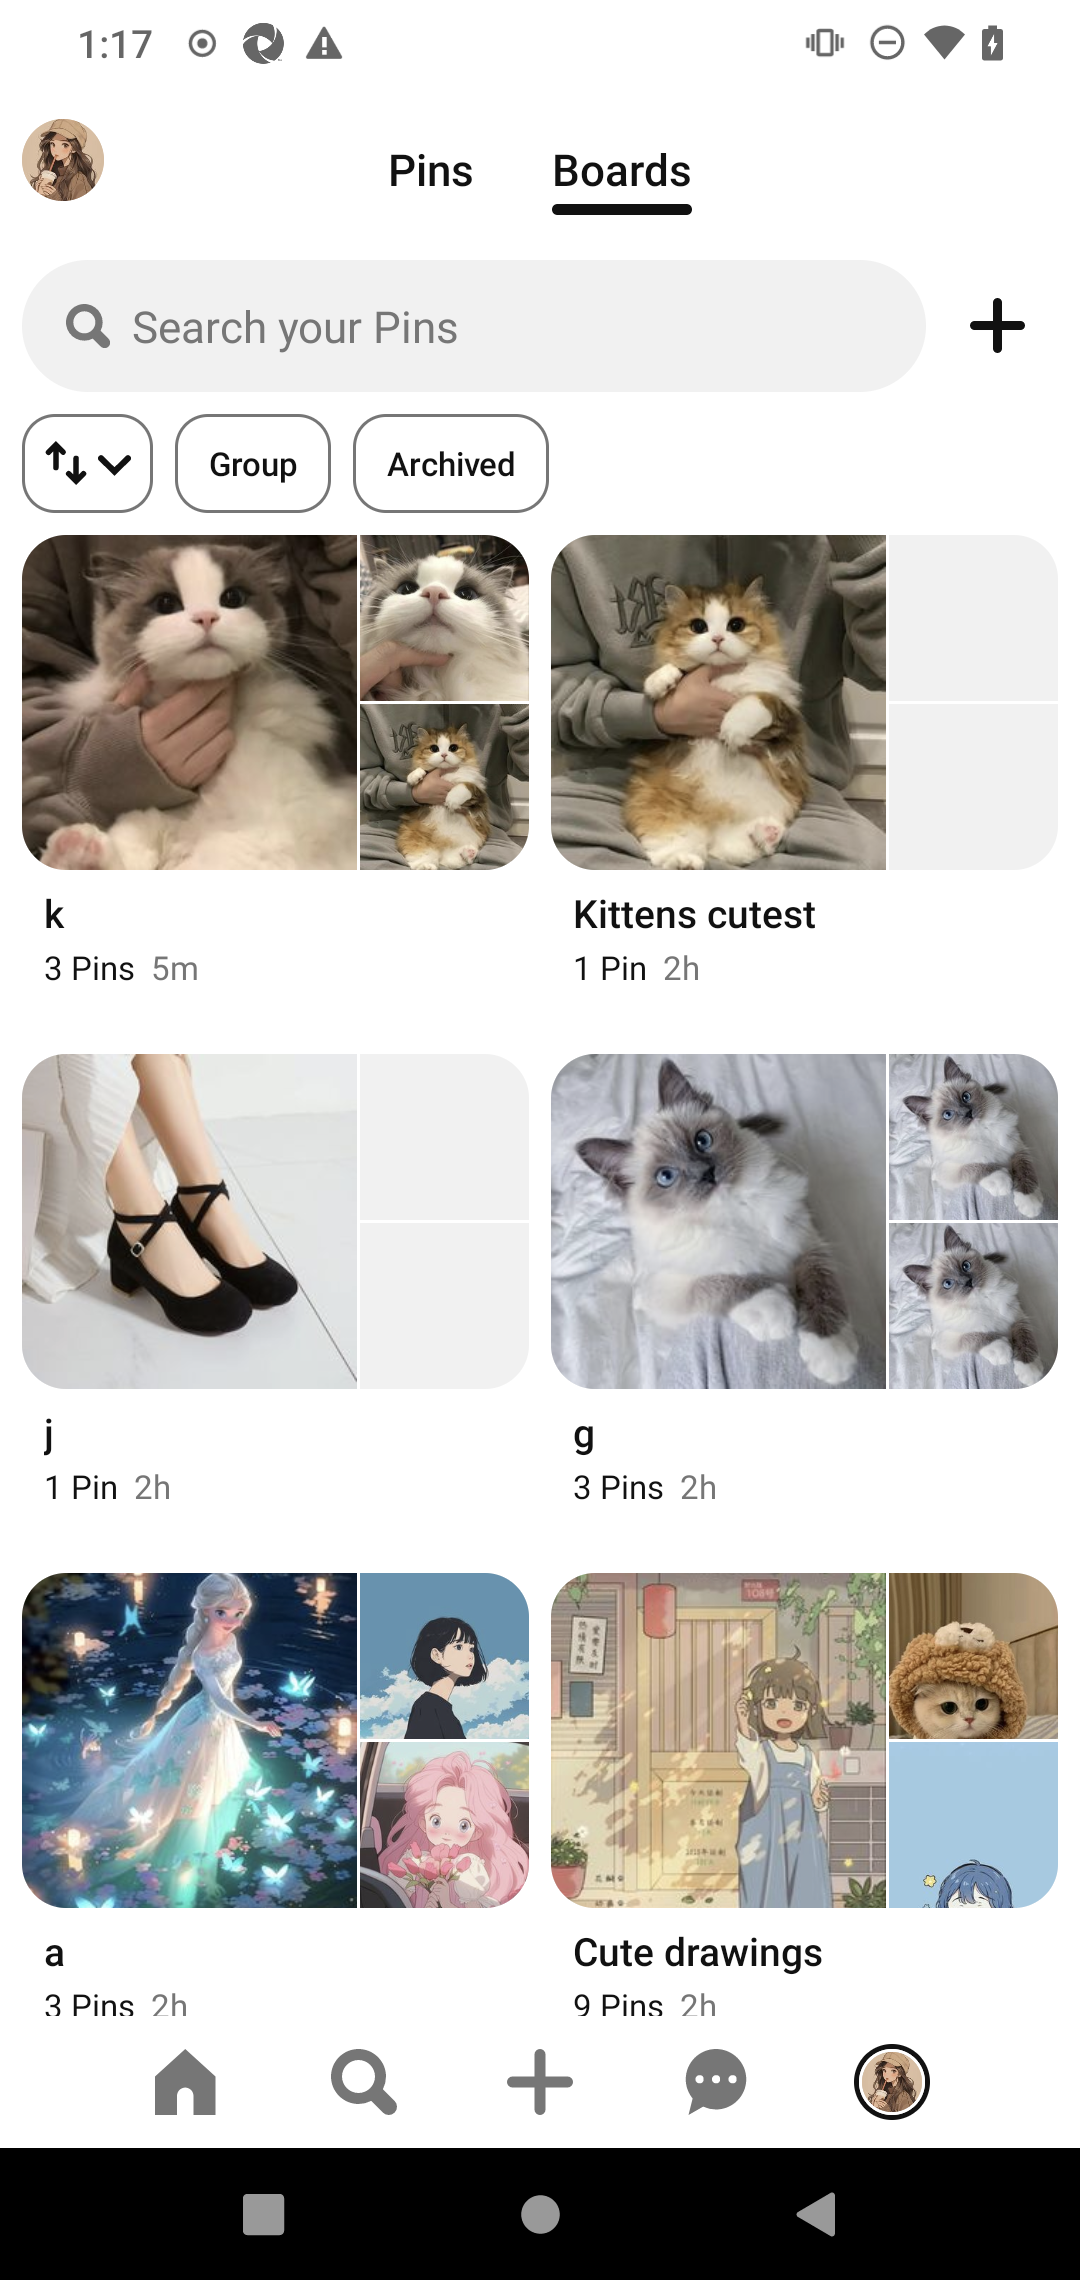 1:17
Pins Boards
Search your Pins
Group Archived
k
3 Pins 5m
Kittens cutest
1 Pin 2h
j
1 Pin 2h
g
3 Pins 2h
a
3 Pins 2h
Cute drawings
9 Pins 2h